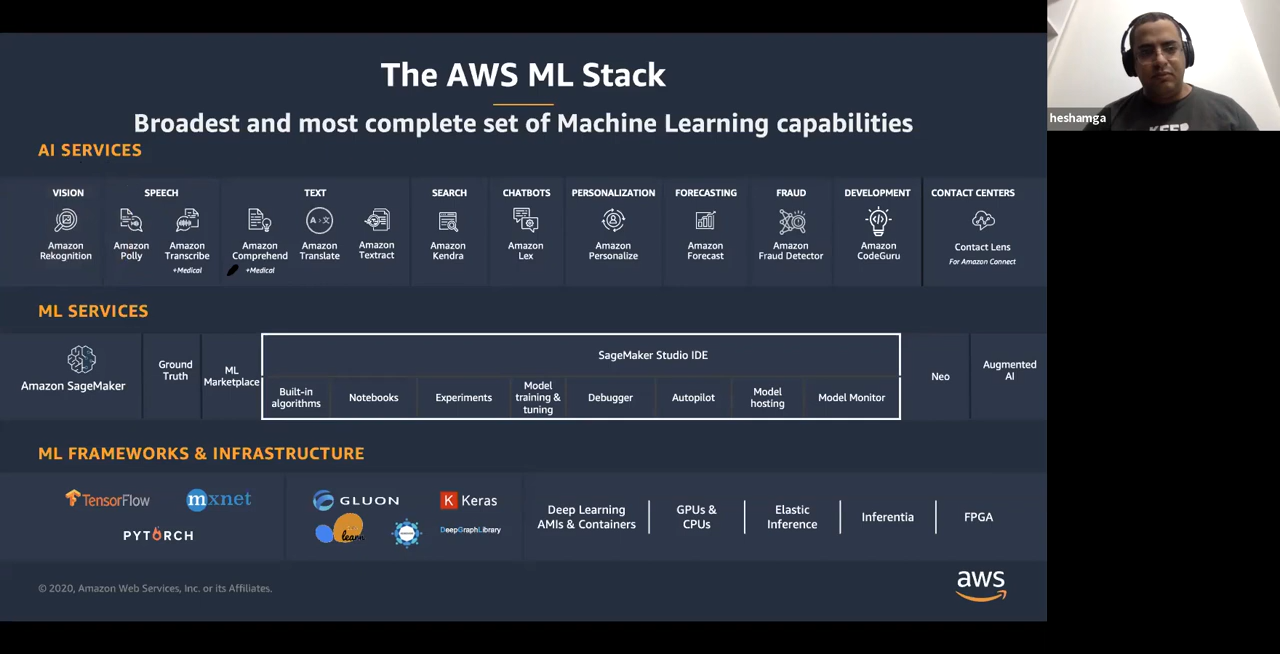 The AWS ML Stack
Broadest and most complete set of Machine Learning capabilities
heshamga
KEEP
AI SERVICES
VISION
Amazon
Rekognition
SPEECH
Amazon
Polly
Amazon
Transcribe
+Medical
TEXT
Amazon
Comprehend
+Medical
Amazon
Translate
Amazon
Textract
SEARCH
Amazon
Kendra
CHATBOTS
Amazon
Lex
PERSONALIZATION
Amazon
Personalize
FORECASTING
Amazon
Forecast
FRAUD
Amazon
Fraud Detector
DEVELOPMENT
Amazon
CodeGuru
CONTACT CENTERS
Contact Lens
For Amazon Connect
ML SERVICES
Amazon SageMaker
Ground
Truth
ML
Marketplace
SageMaker Studio IDE
Built-in
algorithms
Notebooks
Experiments
Model
training &
tuning
Debugger
Autopilot
Model
hosting
Model Monitor
Neo
Augmented
AI
ML FRAMEWORKS & INFRASTRUCTURE
TensorFlow
mxnet
PYTORCH
GLUON
K Keras
learn
DeepGraphLibrary
Deep Learning
AMIs & Containers
GPUs &
CPUs
Elastic
Inference
Inferentia
FPGA
© 2020, Amazon Web Services, Inc. or its Affiliates.
aws